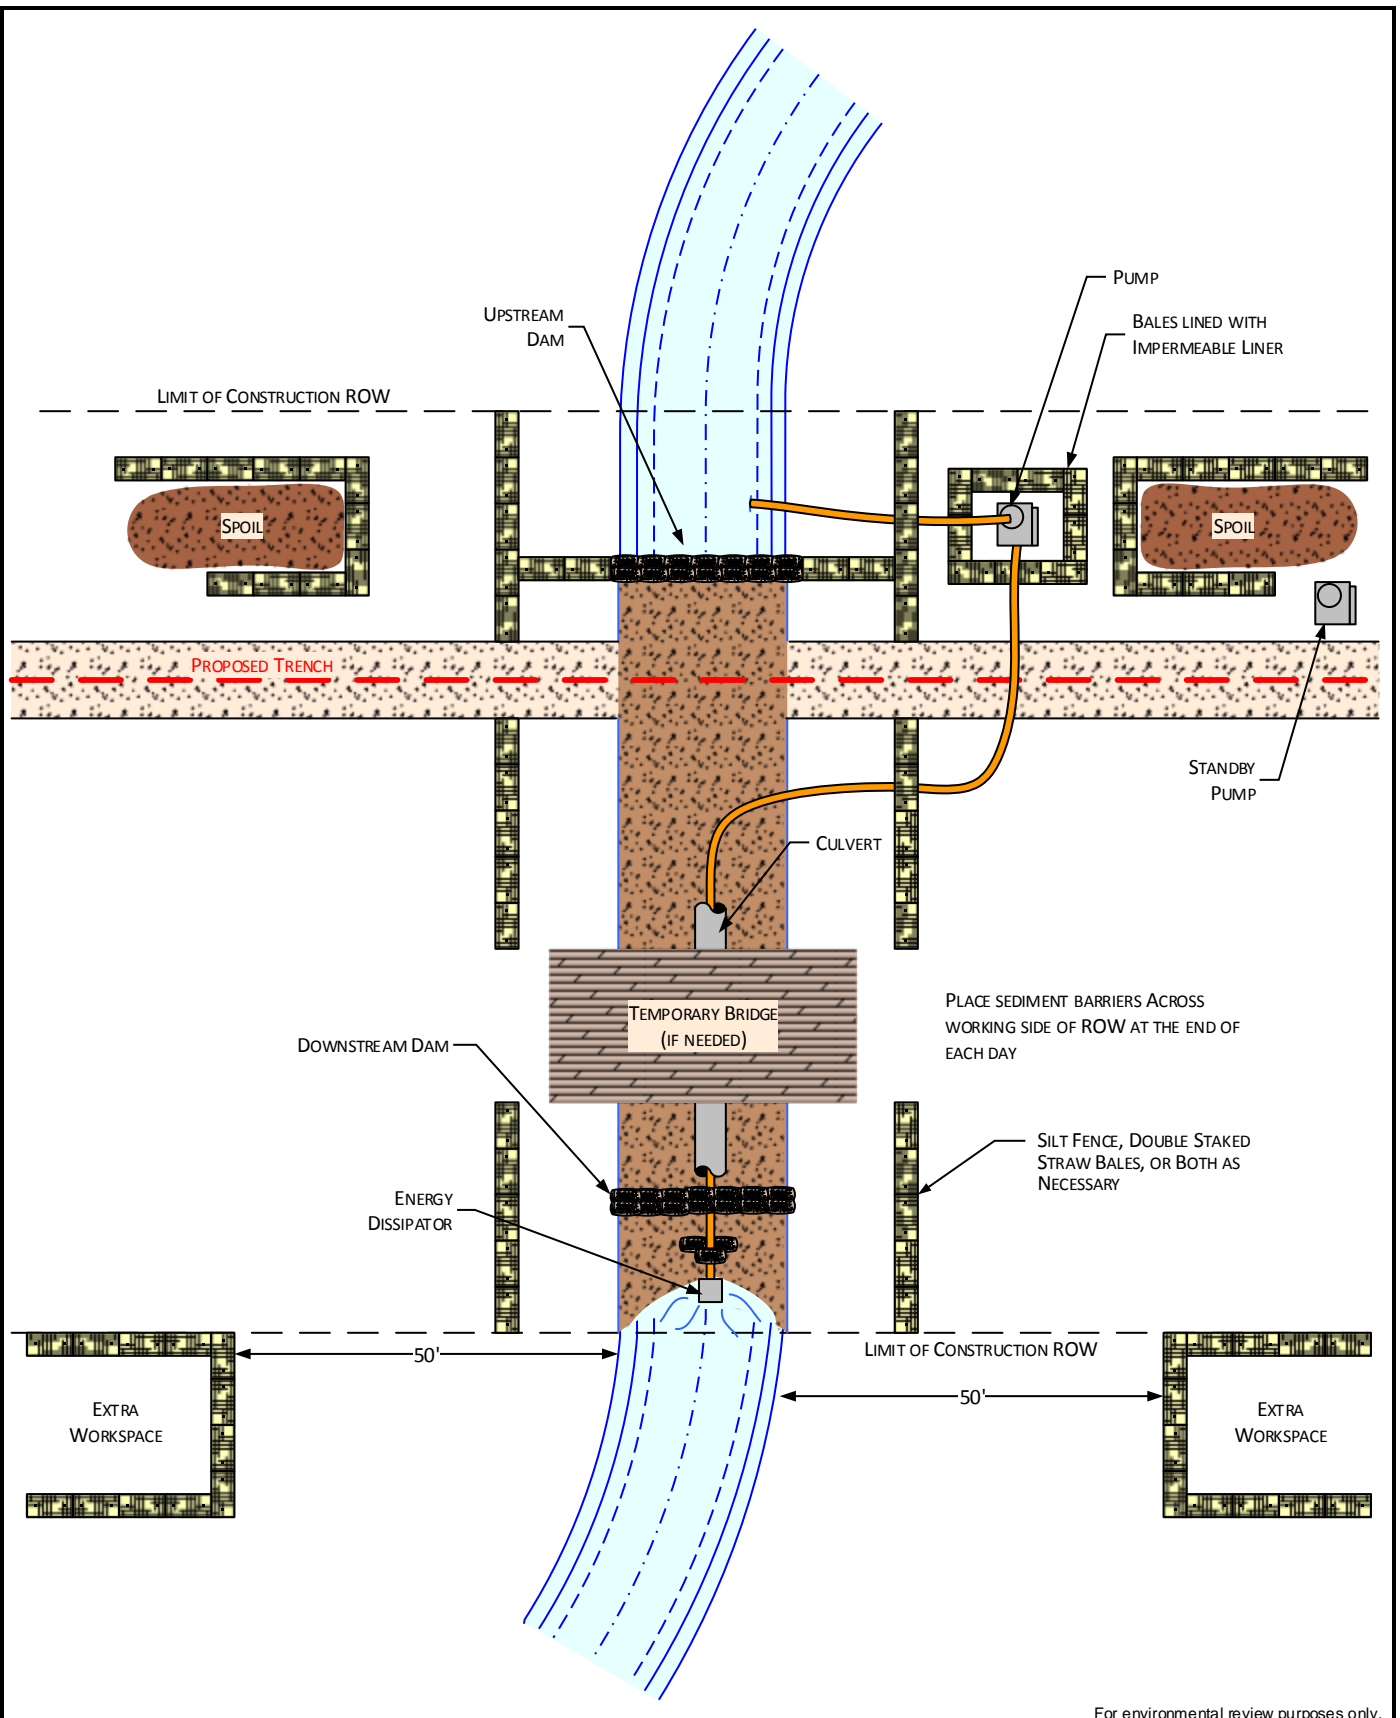 PUMP
UPSTREAM
DAM
BALES LINED WITH
IMPERMEABLE LINER
LIMIT OF CONSTRUCTION ROW
SPOIL
SPOIL
PROPOSED TRENCH
STANDBY
PUMP
CULVERT
PLACE SEDIMENT BARRIERS ACROSS
WORKING SIDE OF ROW AT THE END OF
EACH DAY
TEMPORARY BRIDGE
(IF NEEDED)
DOWNSTREAM DAM
SILT FENCE, DOUBLE STAKED
STRAW BALES, OR BOTH AS
NECESSARY
ENERGY
DISSIPATOR
LIMIT OF CONSTRUCTION ROW
50'
50'
EXTRA
WORKSPACE
EXTRA
WORKSPACE
For environmental review purposes only.